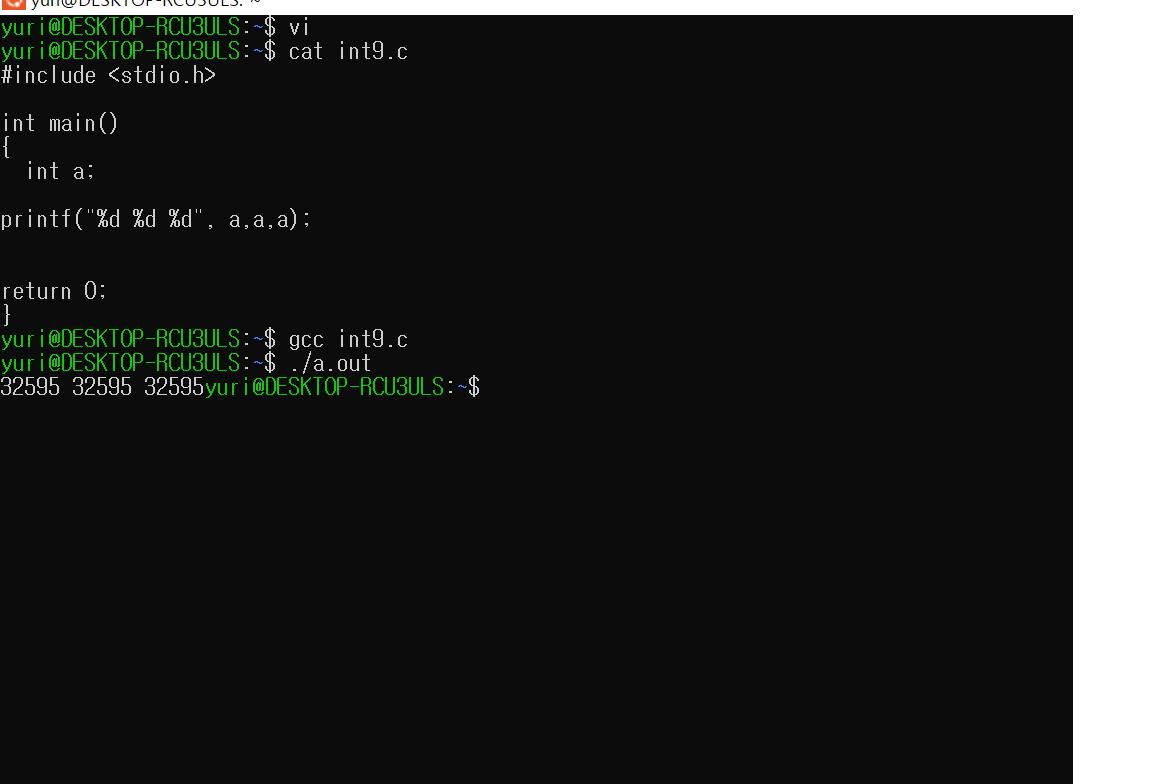 yuri@DESKTOP-RCU3ULS: ~
yuri@DESKTOP-RCU3ULS:~$ vi
yuri@DESKTOP-RCU3ULS:~$ cat int9.c
#include <stdio.h>
int main()
{
int a;
printf("%d %d %d", a,a,a);
return 0;
}
yuri@DESKTOP-RCU3ULS:~$ gcc int9.c
yuri@DESKTOP-RCU3ULS:~$ ./a.out
32595 32595 32595yuri@DESKTOP-RCU3ULS:~$